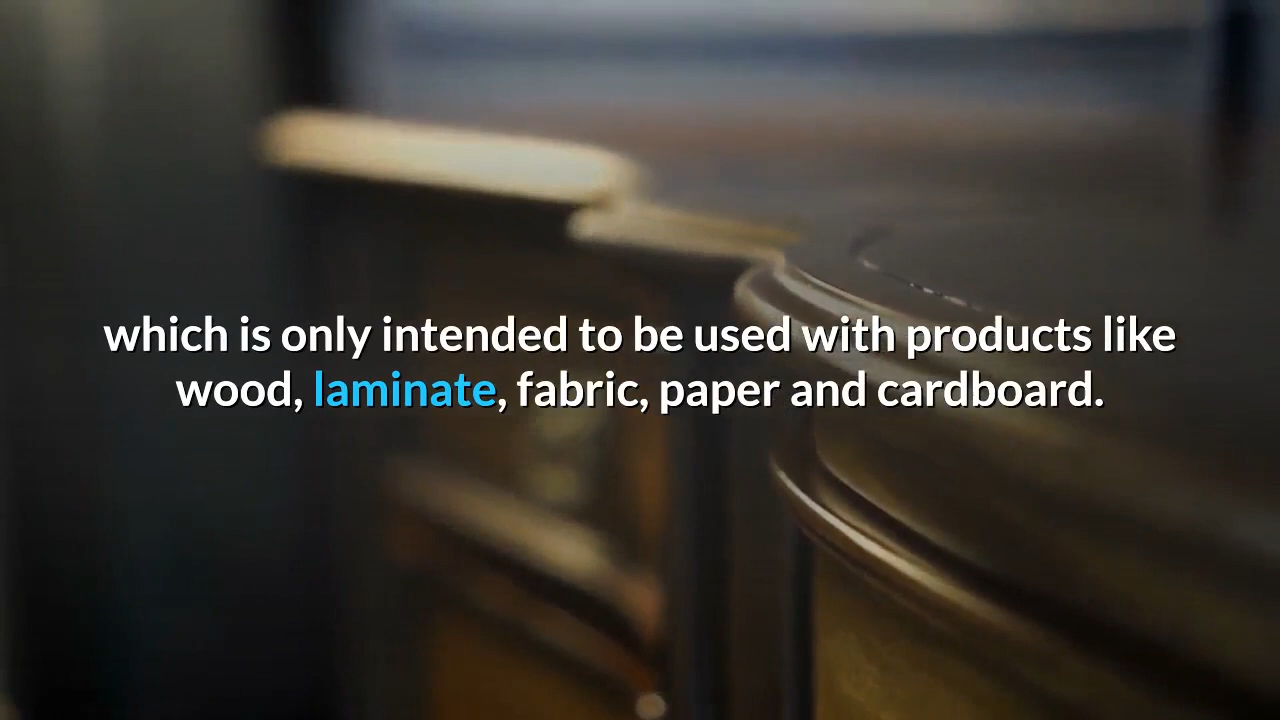 which is only intended to be used with products like
wood, laminate, fabric, paper and cardboard.